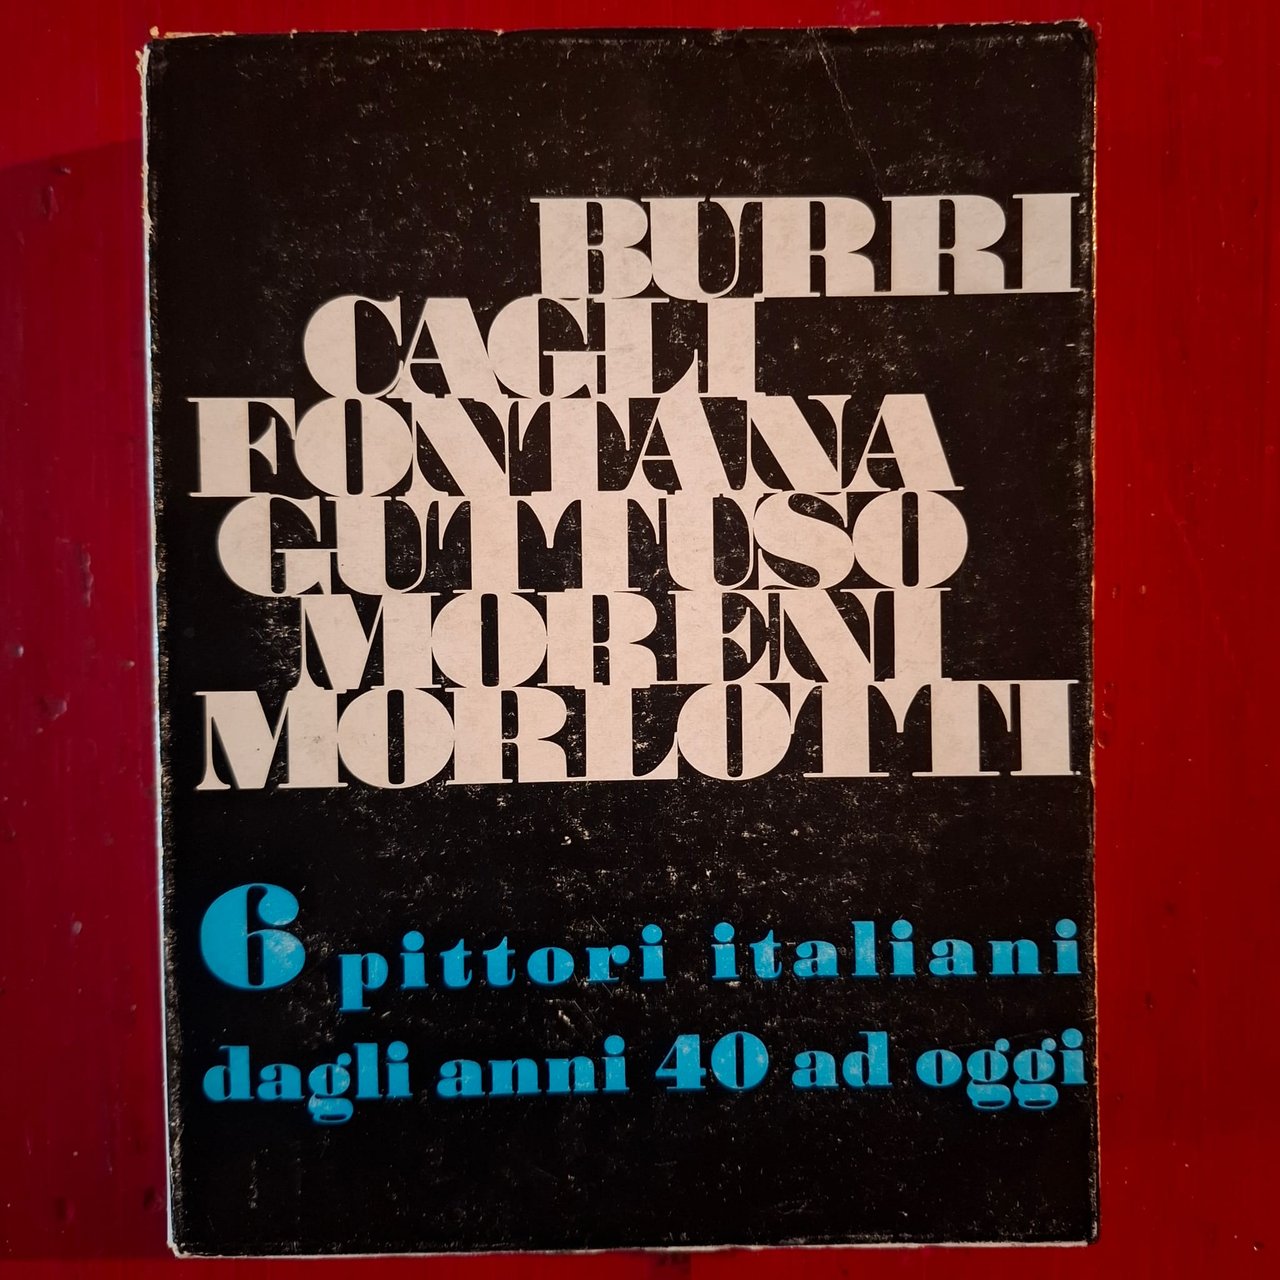 BURRI
CAGLI
FONTANA
GUTTUSO
MORENI
MORLOTTI
6 pittori italiani
dagli anni 40 ad oggi